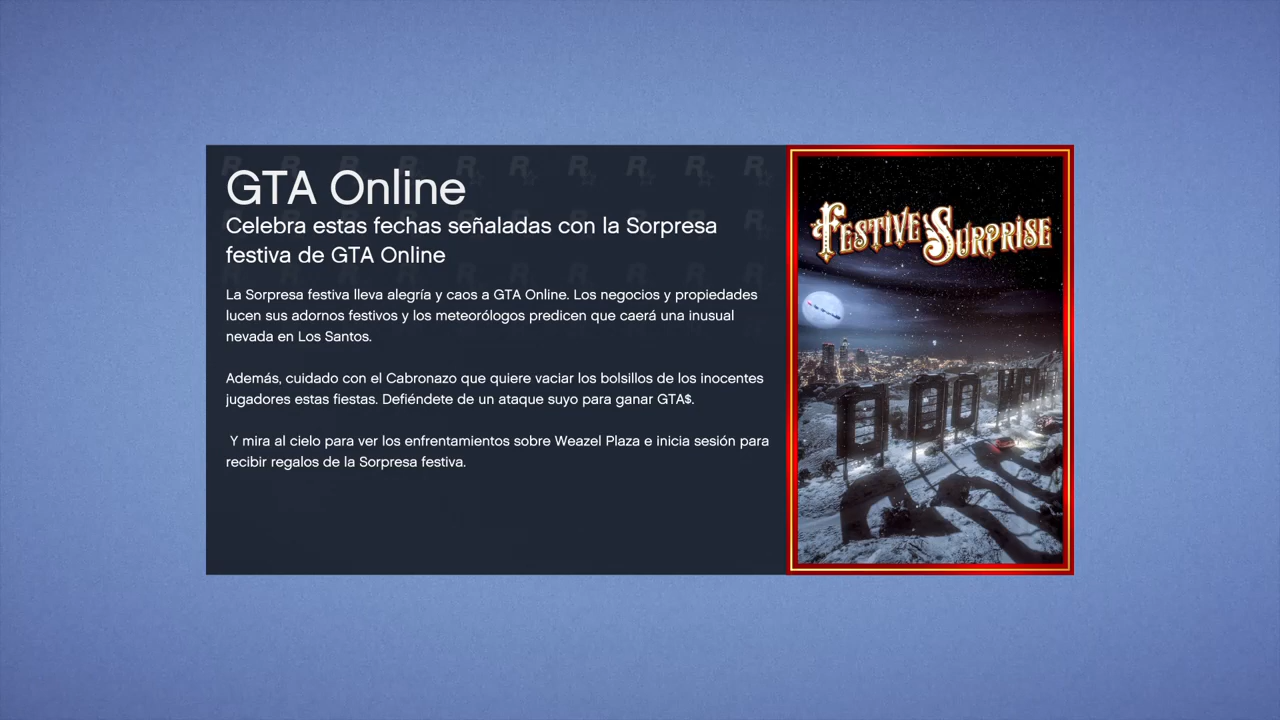 GTA Online
Celebra estas fechas señaladas con la Sorpresa
festiva de GTA Online
La Sorpresa festiva lleva alegría y caos a GTA Online. Los negocios y propiedades
lucen sus adornos festivos y los meteorólogos predicen que caerá una inusual
nevada en Los Santos.
Además, cuidado con el Cabronazo que quiere vaciar los bolsillos de los inocentes
jugadores estas fiestas. Defiéndete de un ataque suyo para ganar GTA$.
Y mira al cielo para ver los enfrentamientos sobre Weazel Plaza e inicia sesión para
recibir regalos de la Sorpresa festiva.
FESTIVE SURPRISE